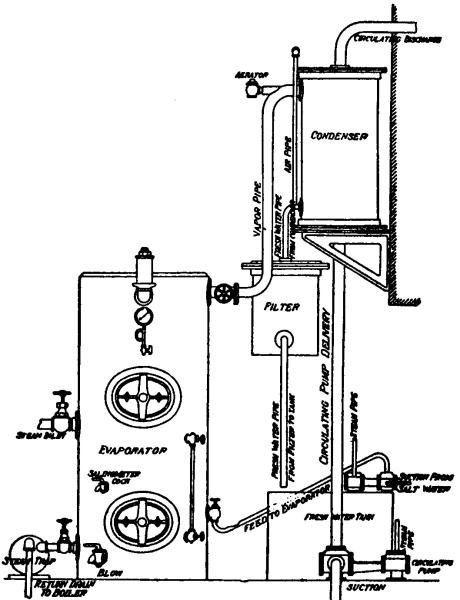 CIRCULATING DISCHARGE
AERATOR
CONDENSER
AIR PIPE
VAPOR PIPE
FRESH WATER PIPE
FROM CONDENSER
FILTER
CIRCULATING PUMP DELIVERY
FRESH WATER PIPE
FROM FILTER TO TANK
STEAM PIPE
STEAM INLET
EVAPORATOR
SALINOMETER
COCK
FEED TO EVAPORATOR
SUCTION
SALT WATER
FRESH WATER TANK
STEAM TRAP
BLOW
RETURN DRAIN
TO BOILER
STEAM
PIPE
CIRCULATING
PUMP
SUCTION